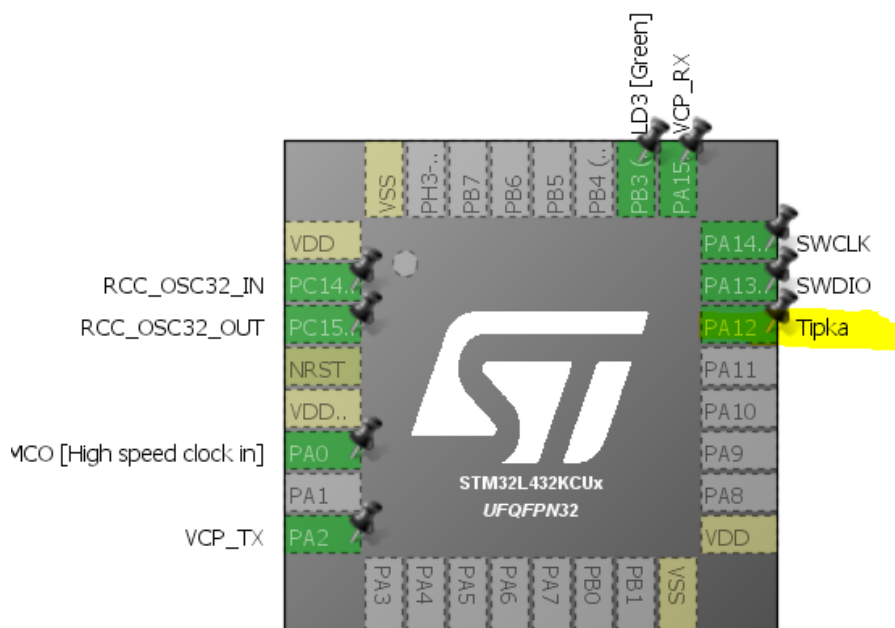 LD3 [Green]
VCP_RX
VSS
PH3-..
PB7
PB6
PB5
PB4 (..
PB3 (..
PA15..
VDD
RCC_OSC32_IN
PC14..
RCC_OSC32_OUT
PC15..
NRST
VDD..
MCO [High speed clock in]
PA0
PA1
VCP_TX
PA2
PA14..
SWCLK
PA13..
SWDIO
PA12
Tipka
PA11
PA10
PA9
PA8
VDD
ST
STM32L432KCUx
UFQFPN32
PA3
PA4
PA5
PA6
PA7
PB0
PB1
VSS